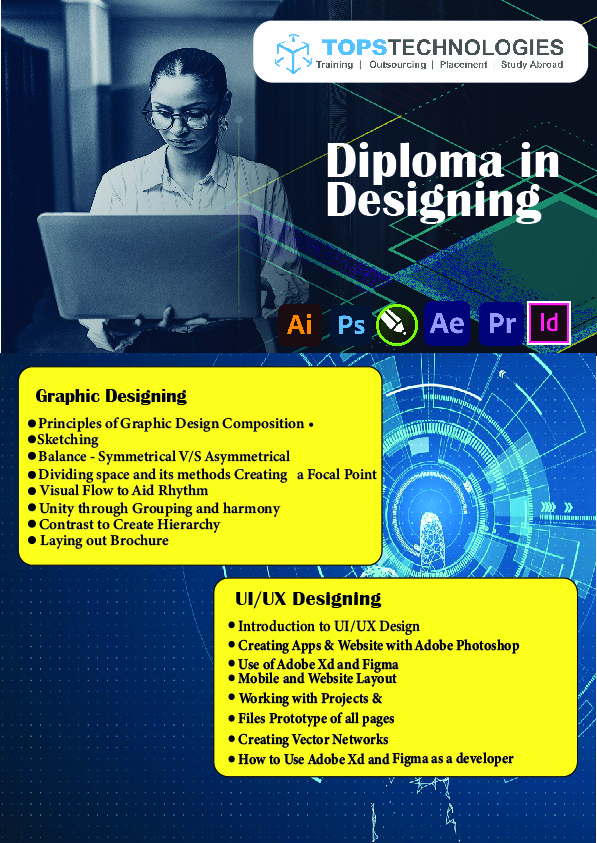 TOPSTECHNOLOGIES
Training | Outsourcing | Placement | Study Abroad
Diploma in
Designing
Ai Ps Ae Pr Id
Graphic Designing
● Principles of Graphic Design Composition •
● Sketching
● Balance - Symmetrical V/S Asymmetrical
● Dividing space and its methods Creating a Focal Point
● Visual Flow to Aid Rhythm
● Unity through Grouping and harmony
● Contrast to Create Hierarchy
● Laying out Brochure
UI/UX Designing
● Introduction to UI/UX Design
● Creating Apps & Website with Adobe Photoshop
● Use of Adobe Xd and Figma
● Mobile and Website Layout
● Working with Projects &
● Files Prototype of all pages
● Creating Vector Networks
● How to Use Adobe Xd and Figma as a developer